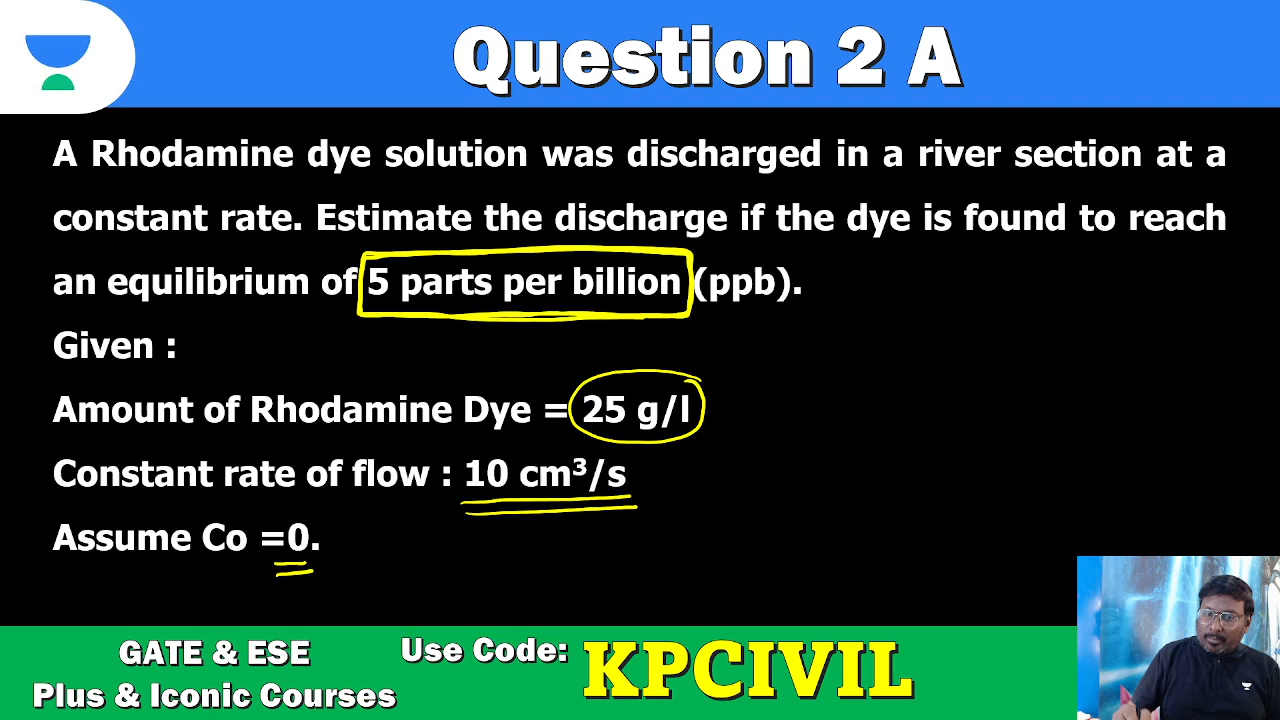 Question 2 A
A Rhodamine dye solution was discharged in a river section at a
constant rate. Estimate the discharge if the dye is found to reach
an equilibrium of 5 parts per billion (ppb).
Given :
Amount of Rhodamine Dye = 25 g/l
Constant rate of flow : 10 cm³/s
Assume Co =0.
GATE & ESE
Plus & Iconic Courses
Use Code: KPCIVIL